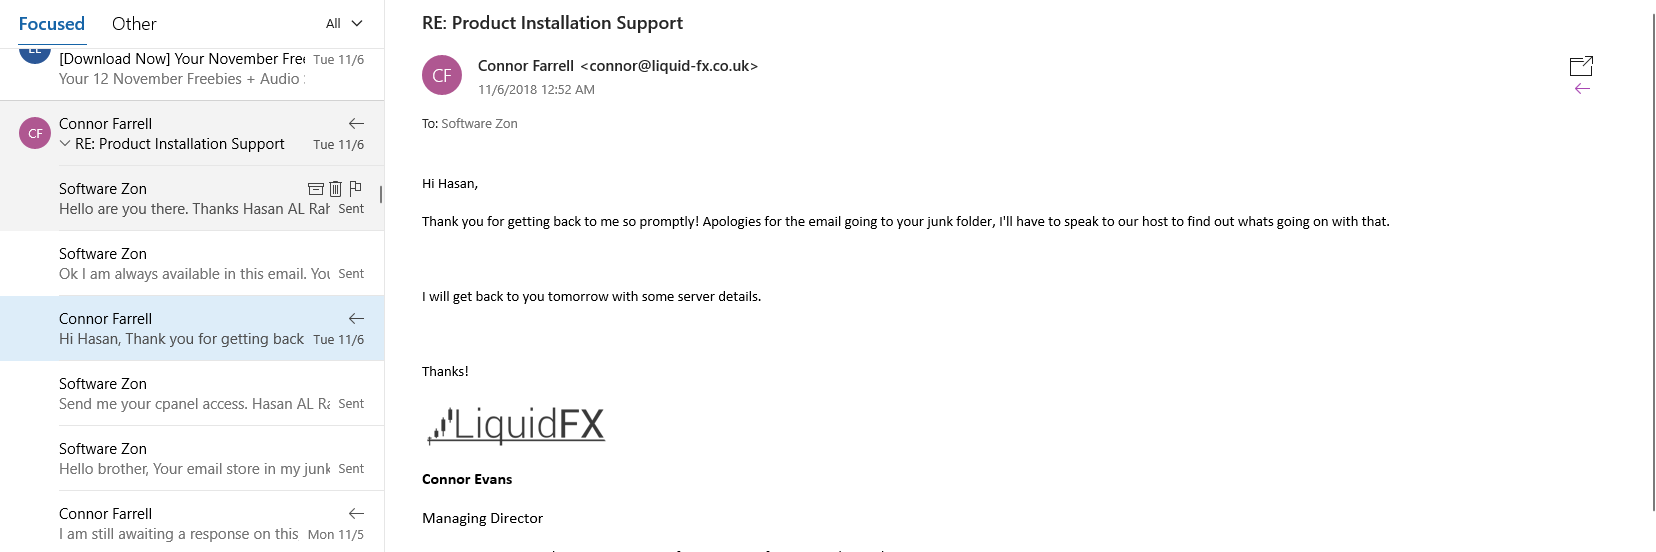 Focused
Other
All
[Download Now] Your November Free
Tue 11/6
Your 12 November Freebies + Audio
CF
Connor Farrell
RE: Product Installation Support
Tue 11/6
Software Zon
Hello are you there. Thanks Hasan AL Rah
Sent
Software Zon
Ok I am always available in this email. You
Sent
Connor Farrell
Hi Hasan, Thank you for getting back
Tue 11/6
Software Zon
Send me your cpanel access. Hasan AL Ra
Sent
Software Zon
Hello brother, Your email store in my junk
Sent
Connor Farrell
I am still awaiting a response on this
Mon 11/5
RE: Product Installation Support
CF
Connor Farrell <connor@liquid-fx.co.uk>
11/6/2018 12:52 AM
To: Software Zon
Hi Hasan,
Thank you for getting back to me so promptly! Apologies for the email going to your junk folder, I'll have to speak to our host to find out whats going on with that.
I will get back to you tomorrow with some server details.
Thanks!
LiquidFX
Connor Evans
Managing Director